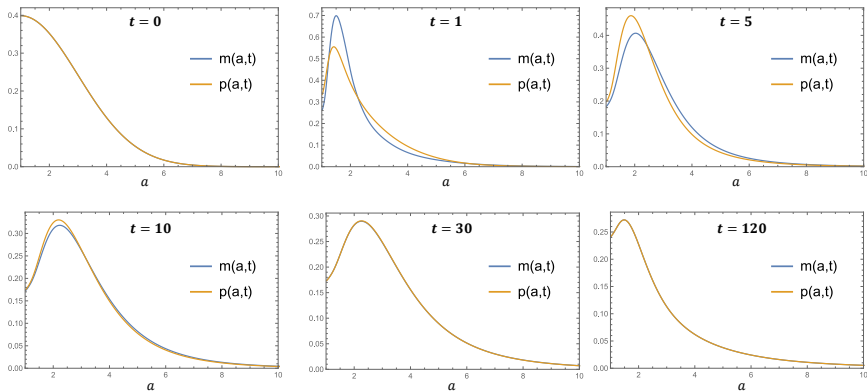 t = 0
m(a,t)
p(a,t)
0.4
0.3
0.2
0.1
0.0
2 4 6 8 10
a
t = 1
m(a,t)
p(a,t)
0.7
0.6
0.5
0.4
0.3
0.2
0.1
0.0
2 4 6 8 10
a
t = 5
m(a,t)
p(a,t)
0.4
0.3
0.2
0.1
0.0
2 4 6 8 10
a
t = 10
m(a,t)
p(a,t)
0.30
0.25
0.20
0.15
0.10
0.05
0.00
2 4 6 8 10
a
t = 30
m(a,t)
p(a,t)
0.30
0.25
0.20
0.15
0.10
0.05
0.00
2 4 6 8 10
a
t = 120
m(a,t)
p(a,t)
0.25
0.20
0.15
0.10
0.05
0.00
2 4 6 8 10
a